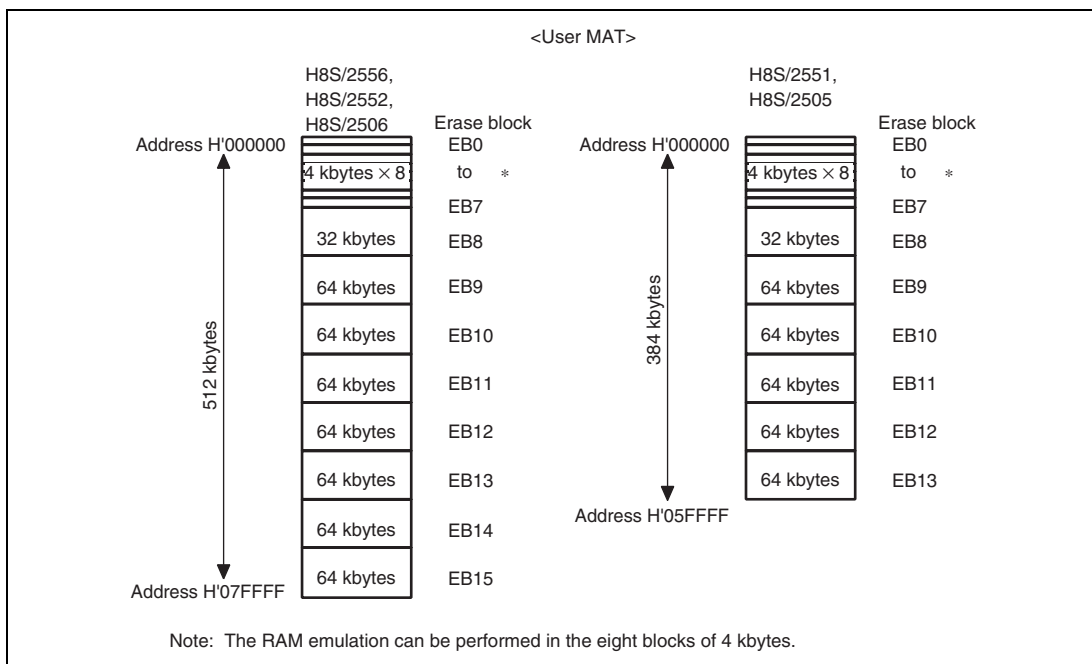 <User MAT>
H8S/2556,
H8S/2552,
H8S/2506
Erase block
Address H'000000
EB0
4 kbytes × 8
to *
EB7
32 kbytes
EB8
64 kbytes
EB9
64 kbytes
EB10
64 kbytes
EB11
64 kbytes
EB12
64 kbytes
EB13
64 kbytes
EB14
64 kbytes
EB15
512 kbytes
Address H'07FFFF
H8S/2551,
H8S/2505
Erase block
Address H'000000
EB0
4 kbytes × 8
to *
EB7
32 kbytes
EB8
64 kbytes
EB9
64 kbytes
EB10
64 kbytes
EB11
64 kbytes
EB12
64 kbytes
EB13
384 kbytes
Address H'05FFFF
Note: The RAM emulation can be performed in the eight blocks of 4 kbytes.